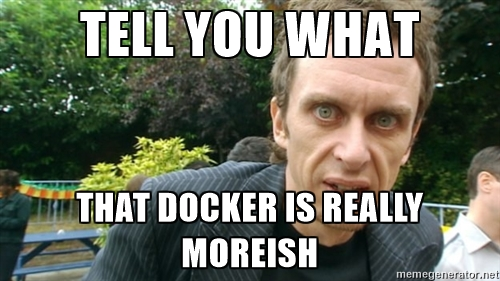 TELL YOU WHAT
THAT DOCKER IS REALLY
MOREISH
memegenerator.net